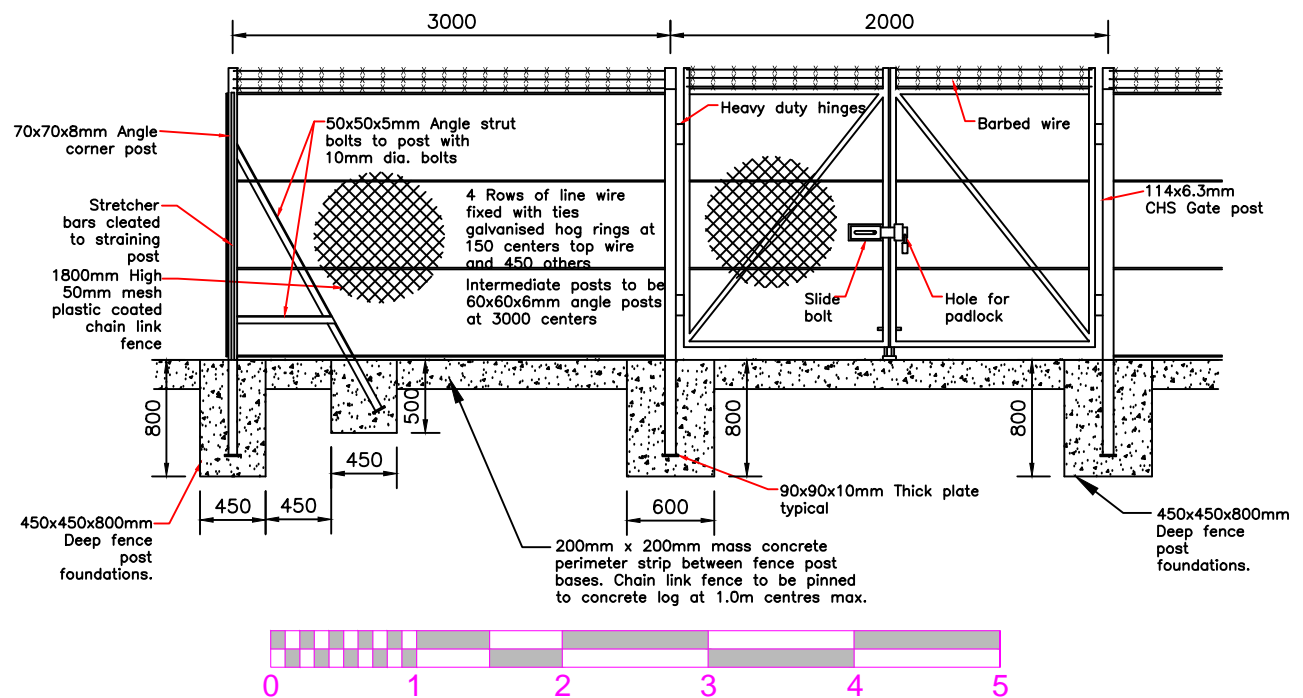 3000
2000
70x70x8mm Angle
corner post
50x50x5mm Angle strut
bolts to post with
10mm dia. bolts
Heavy duty hinges
Barbed wire
Stretcher
bars cleated
to straining
post
4 Rows of line wire
fixed with ties
galvanised hog rings at
150 centers top wire
and 450 others
114x6.3mm
CHS Gate post
1800mm High
50mm mesh
plastic coated
chain link
fence
Intermediate posts to be
60x60x6mm angle posts
at 3000 centers
Slide
bolt
Hole for
padlock
800
500
800
800
450
450
450
600
90x90x10mm Thick plate
typical
450x450x800mm
Deep fence
post
foundations.
200mm x 200mm mass concrete
perimeter strip between fence post
bases. Chain link fence to be pinned
to concrete log at 1.0m centres max.
450x450x800mm
Deep fence
post
foundations.
0 1 2 3 4 5